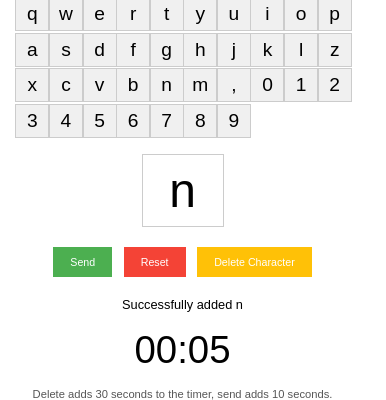 q w e r t y u i o p
a s d f g h j k l z
x c v b n m , 0 1 2
3 4 5 6 7 8 9
n
Send Reset Delete Character
Successfully added n
00:05
Delete adds 30 seconds to the timer, send adds 10 seconds.